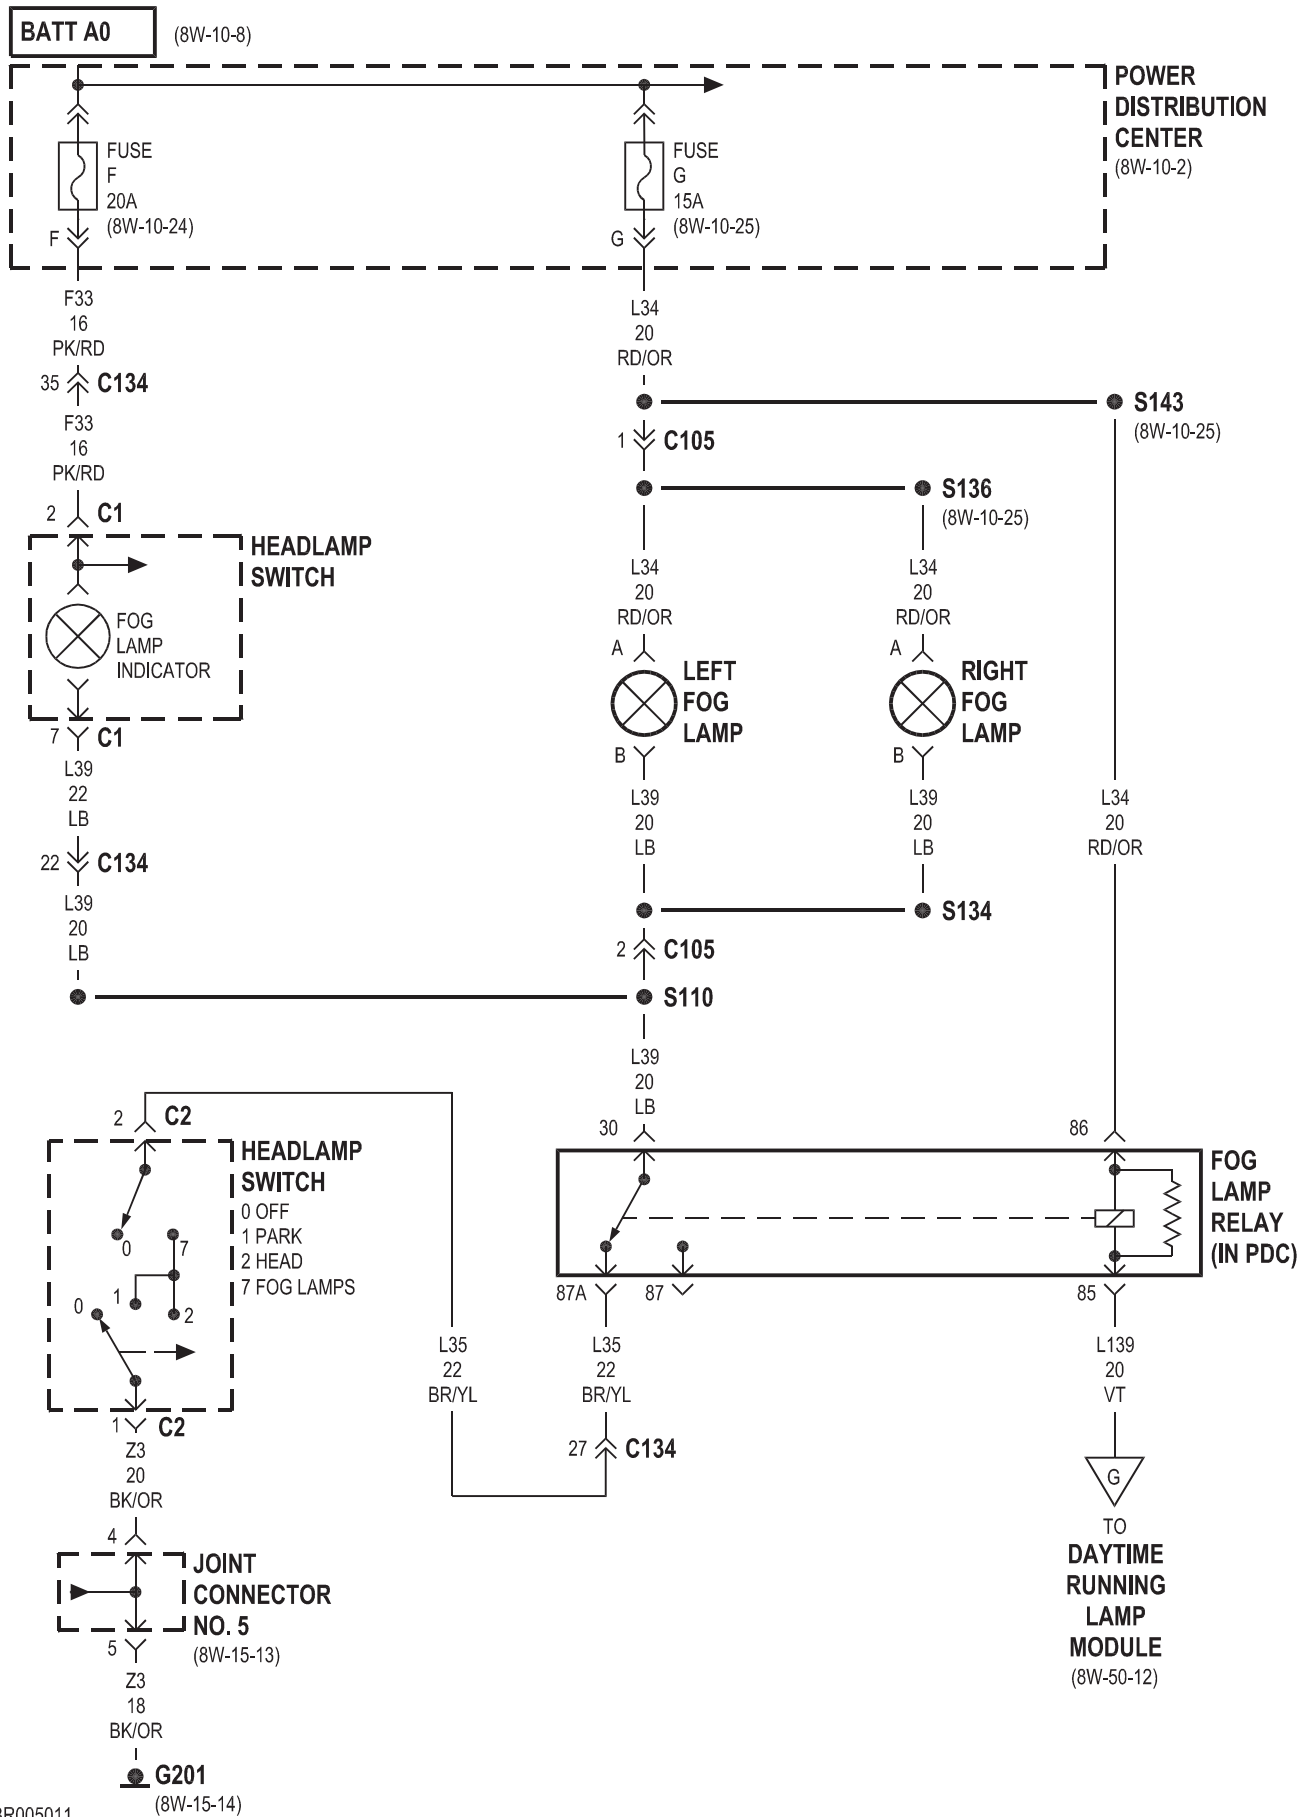 BATT A0
(8W-10-8)
POWER
DISTRIBUTION
CENTER
(8W-10-2)
FUSE
F
20A
(8W-10-24)
F
FUSE
G
15A
(8W-10-25)
G
F33
16
PK/RD
35
C134
F33
16
PK/RD
2
C1
HEADLAMP
SWITCH
FOG
LAMP
INDICATOR
7
C1
L39
22
LB
22
C134
L39
20
LB
L34
20
RD/OR
S143
(8W-10-25)
1
C105
S136
(8W-10-25)
L34
20
RD/OR
A
LEFT
FOG
LAMP
B
L39
20
LB
L34
20
RD/OR
A
RIGHT
FOG
LAMP
B
L39
20
LB
L34
20
RD/OR
S134
2
C105
S110
L39
20
LB
30
86
FOG
LAMP
RELAY
(IN PDC)
87A
87
85
2
C2
HEADLAMP
SWITCH
0 OFF
1 PARK
2 HEAD
7 FOG LAMPS
0
7
1
0
2
1
C2
L35
22
BR/YL
L35
22
BR/YL
27
C134
L139
20
VT
G
TO
DAYTIME
RUNNING
LAMP
MODULE
(8W-50-12)
Z3
20
BK/OR
4
JOINT
CONNECTOR
NO. 5
(8W-15-13)
5
Z3
18
BK/OR
G201
(8W-15-14)